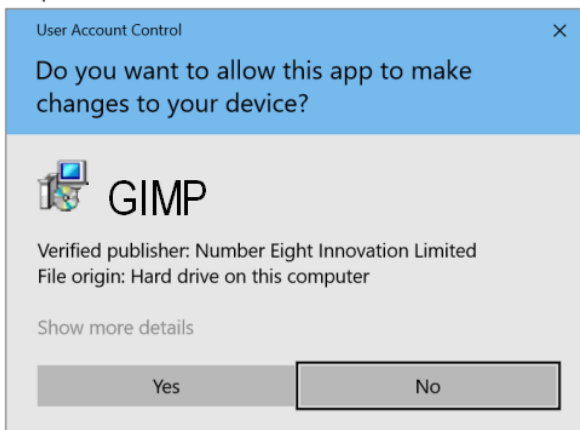 User Account Control
Do you want to allow this app to make
changes to your device?
GIMP
Verified publisher: Number Eight Innovation Limited
File origin: Hard drive on this computer
Show more details
Yes
No